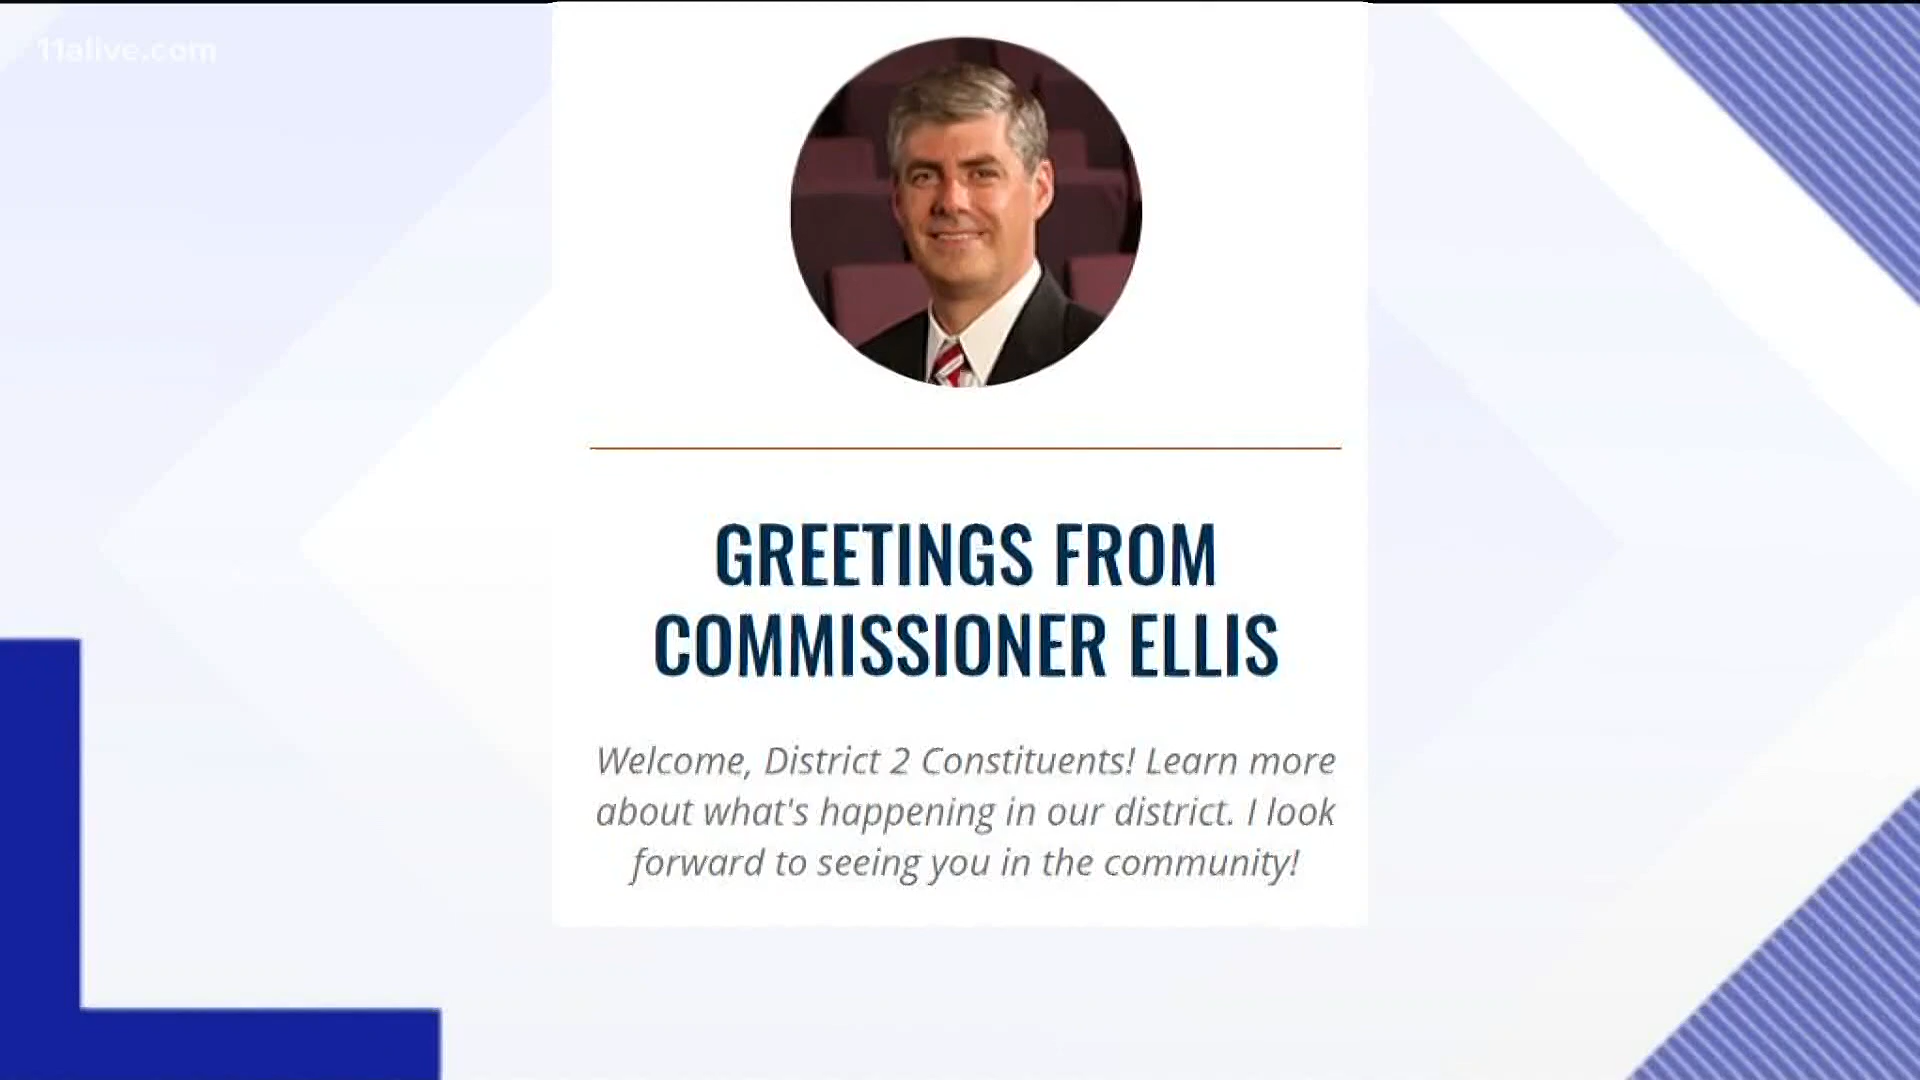 11alive.com
GREETINGS FROM
COMMISSIONER ELLIS
Welcome, District 2 Constituents! Learn more
about what's happening in our district. I look
forward to seeing you in the community!